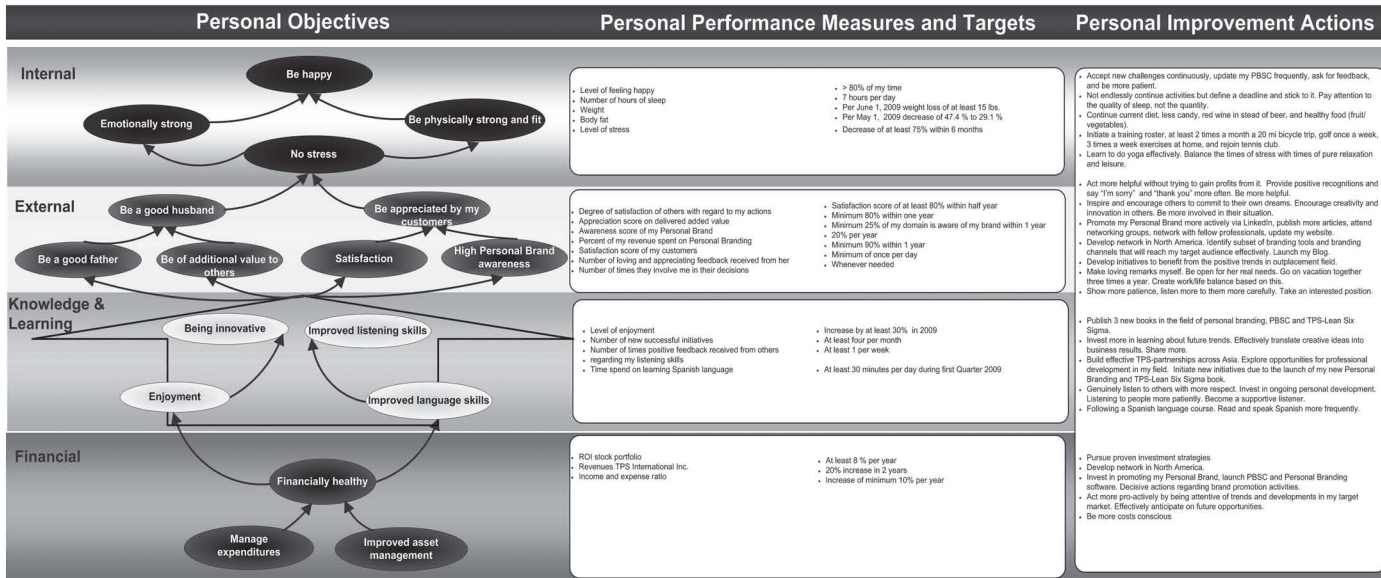 Personal Objectives
Personal Performance Measures and Targets
Personal Improvement Actions
Internal
Be happy
Emotionally strong
Be physically strong and fit
No stress
• Level of feeling happy
• Number of hours of sleep
• Weight
• Body fat
• Level of stress
• > 80% of my time
• 7 hours per day
• Per June 1, 2009 weight loss of at least 15 lbs.
• Per May 1, 2009 decrease of 47.4 % to 29.1 %
• Decrease of at least 75% within 6 months
• Accept new challenges continuously, update my PBSC frequently, ask for feedback,
and be more patient.
• Not endlessly continue activities but define a deadline and stick to it. Pay attention to
the quality of sleep, not the quantity.
• Continue current diet, less candy, red wine in stead of beer, and healthy food (fruit/
vegetables).
• Initiate a training roster, at least 2 times a month a 20 mi bicycle trip, golf once a week,
3 times a week exercises at home, and rejoin tennis club.
• Learn to do yoga effectively. Balance the times of stress with times of pure relaxation
and leisure.
External
Be a good husband
Be appreciated by my
customers
Be a good father
Be of additional value to
others
Satisfaction
High Personal Brand
awareness
• Degree of satisfaction of others with regard to my actions
• Appreciation score on delivered added value
• Awareness score of my Personal Brand
• Percent of my revenue spent on Personal Branding
• Satisfaction score of my customers
• Number of loving and appreciating feedback received from her
• Number of times they involve me in their decisions
• Satisfaction score of at least 80% within half year
• Minimum 80% within one year
• Minimum 25% of my domain is aware of my brand within 1 year
• 20% per year
• Minimum 90% within 1 year
• Minimum of once per day
• Whenever needed
• Act more helpful without trying to gain profits from it. Provide positive recognitions and
say "I'm sorry" and "thank you" more often. Be more helpful.
• Inspire and encourage others to commit to their own dreams. Encourage creativity and
innovation in others. Be more involved in their situation.
• Promote my Personal Brand more actively via LinkedIn, publish more articles, attend
networking groups, network with fellow professionals, update my website.
• Develop network in North America. Identify subset of branding tools and branding
channels that will reach my target audience effectively. Launch my Blog.
• Develop initiatives to benefit from the positive trends in outplacement field.
• Make loving remarks myself. Be open for her real needs. Go on vacation together
three times a year. Create work/life balance based on this.
• Show more patience, listen more to them more carefully. Take an interested position.
Knowledge &
Learning
Being innovative
Improved listening skills
Enjoyment
Improved language skills
• Level of enjoyment
• Number of new successful initiatives
• Number of times positive feedback received from others
• regarding my listening skills
• Time spend on learning Spanish language
• Increase by at least 30% in 2009
• At least four per month
• At least 1 per week
• At least 30 minutes per day during first Quarter 2009
• Publish 3 new books in the field of personal branding, PBSC and TPS-Lean Six
Sigma.
• Invest more in learning about future trends. Effectively translate creative ideas into
business results. Share more.
• Build effective TPS-partnerships across Asia. Explore opportunities for professional
development in my field. Initiate new initiatives due to the launch of my new Personal
Branding and TPS-Lean Six Sigma book.
• Genuinely listen to others with more respect. Invest in ongoing personal development.
Listening to people more patiently. Become a supportive listener.
• Following a Spanish language course. Read and speak Spanish more frequently.
Financial
Financially healthy
Manage
expenditures
Improved asset
management
• ROI stock portfolio
• Revenues TPS International Inc.
• Income and expense ratio
• At least 8 % per year
• 20% increase in 2 years
• Increase of minimum 10% per year
• Pursue proven investment strategies
• Develop network in North America.
• Invest in promoting my Personal Brand, launch PBSC and Personal Branding
software. Decisive actions regarding brand promotion activities.
• Act more pro-actively by being attentive of trends and developments in my target
market. Effectively anticipate on future opportunities.
• Be more costs conscious